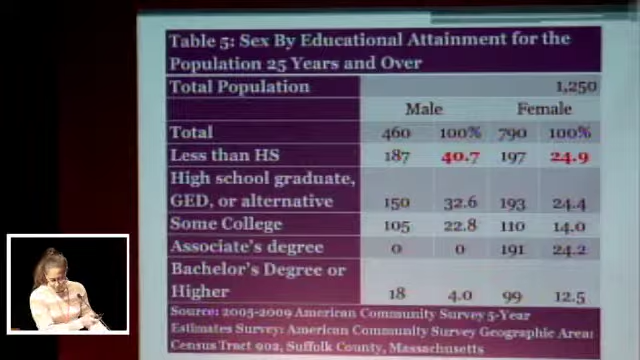 Table 5: Sex By Educational Attainment for the
Population 25 Years and Over
Total Population 1,250
Male Female
Total 460 100% 790 100%
Less than HS 187 40.7 197 24.9
High school graduate,
GED, or alternative 150 32.6 193 24.4
Some College 105 22.8 110 14.0
Associate's degree 0 0 191 24.2
Bachelor's Degree or
Higher 18 4.0 99 12.5
Source: 2005-2009 American Community Survey 5-Year
Estimates Survey: American Community Survey Geographic Area:
Census Tract 902, Suffolk County, Massachusetts